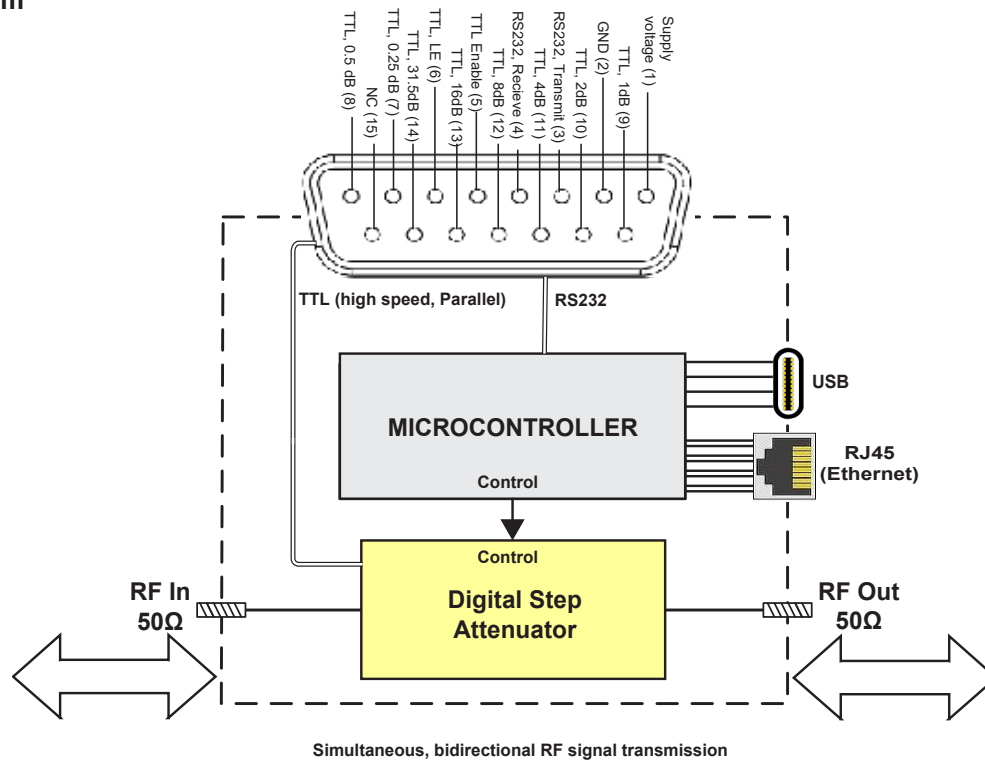 m
TTL, 0.5 dB (8)
NC (15)
TTL, 0.25 dB (7)
TTL, 31.5dB (14)
TTL, LE (6)
TTL, 16dB (13)
TTL Enable (5)
TTL, 8dB (12)
RS232, Recieve (4)
TTL, 4dB (11)
RS232, Transmit (3)
TTL, 2dB (10)
GND (2)
TTL, 1dB (9)
Supply
voltage (1)
TTL (high speed, Parallel)
RS232
MICROCONTROLLER
Control
USB
RJ45
(Ethernet)
Control
Digital Step
Attenuator
RF In
50Ω
RF Out
50Ω
Simultaneous, bidirectional RF signal transmission